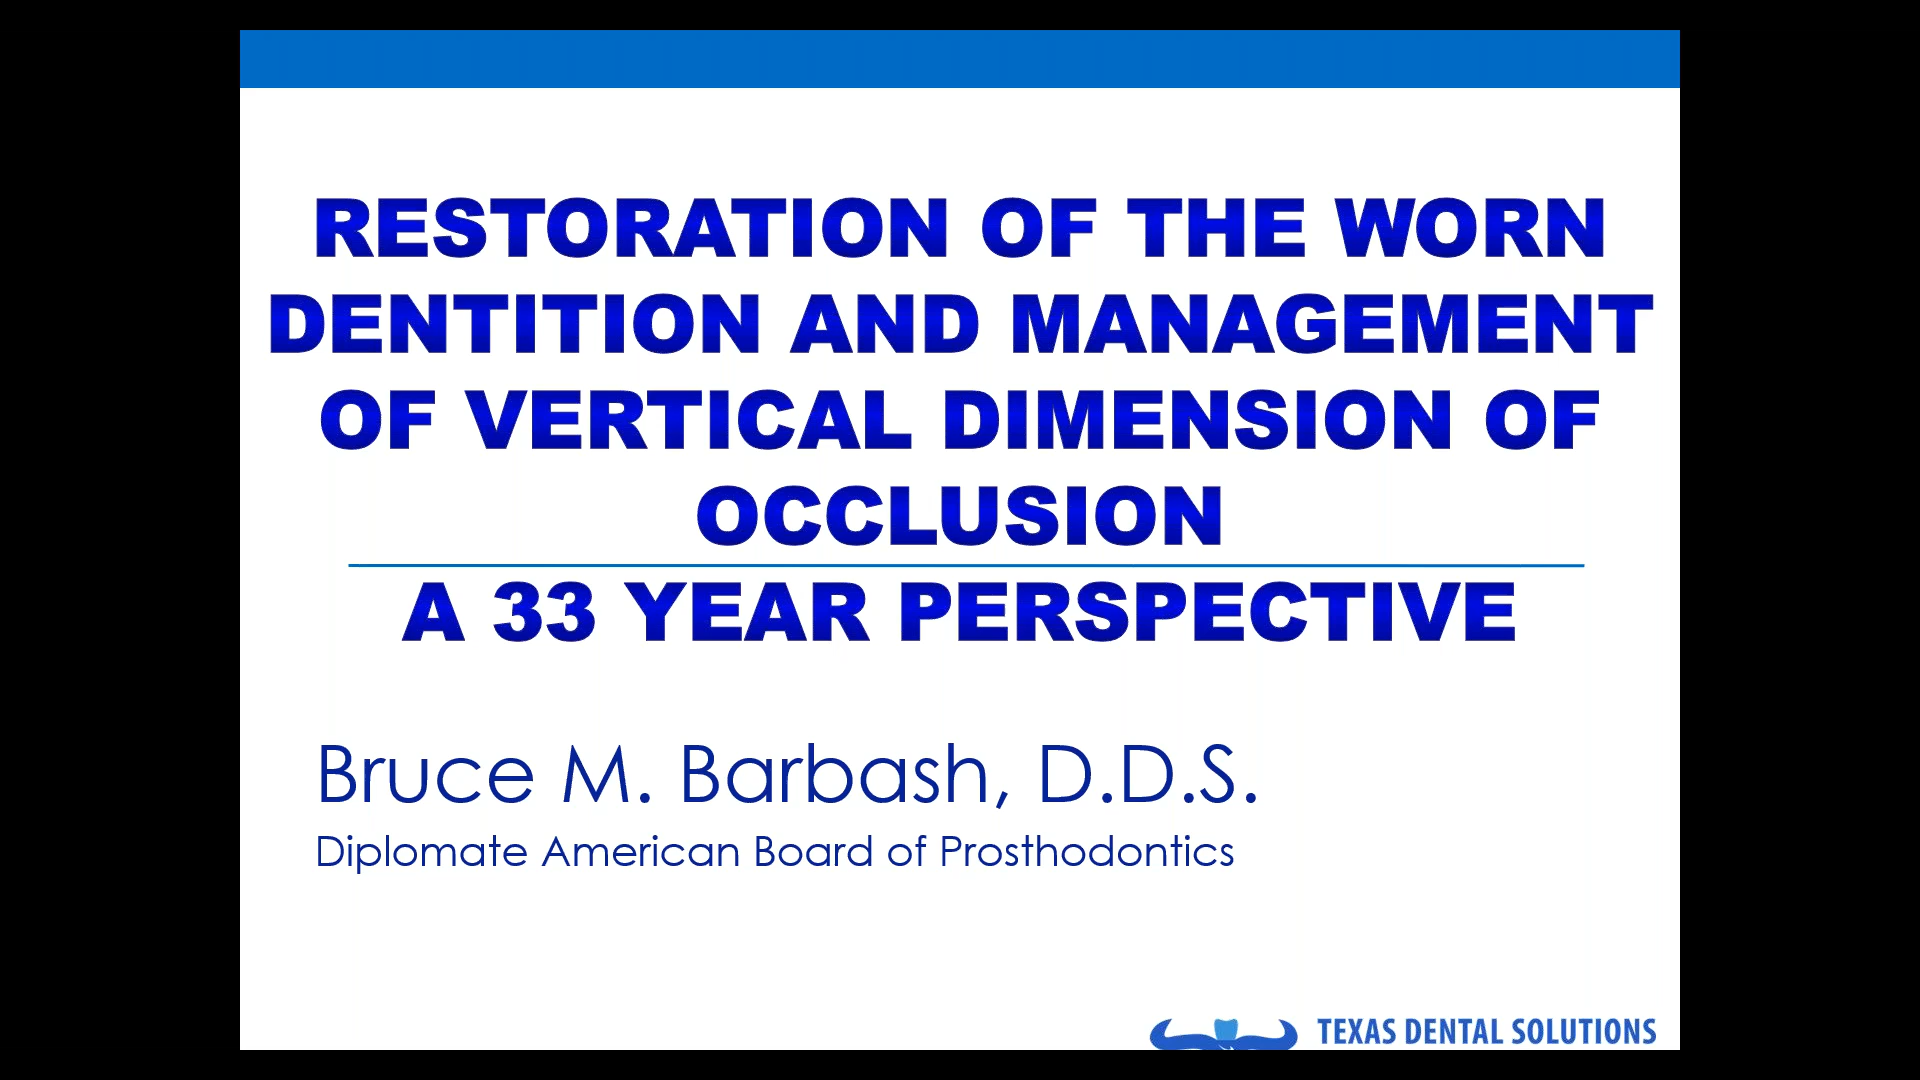 RESTORATION OF THE WORN
DENTITION AND MANAGEMENT
OF VERTICAL DIMENSION OF
OCCLUSION
A 33 YEAR PERSPECTIVE
Bruce M. Barbash, D.D.S.
Diplomate American Board of Prosthodontics
TEXAS DENTAL SOLUTIONS